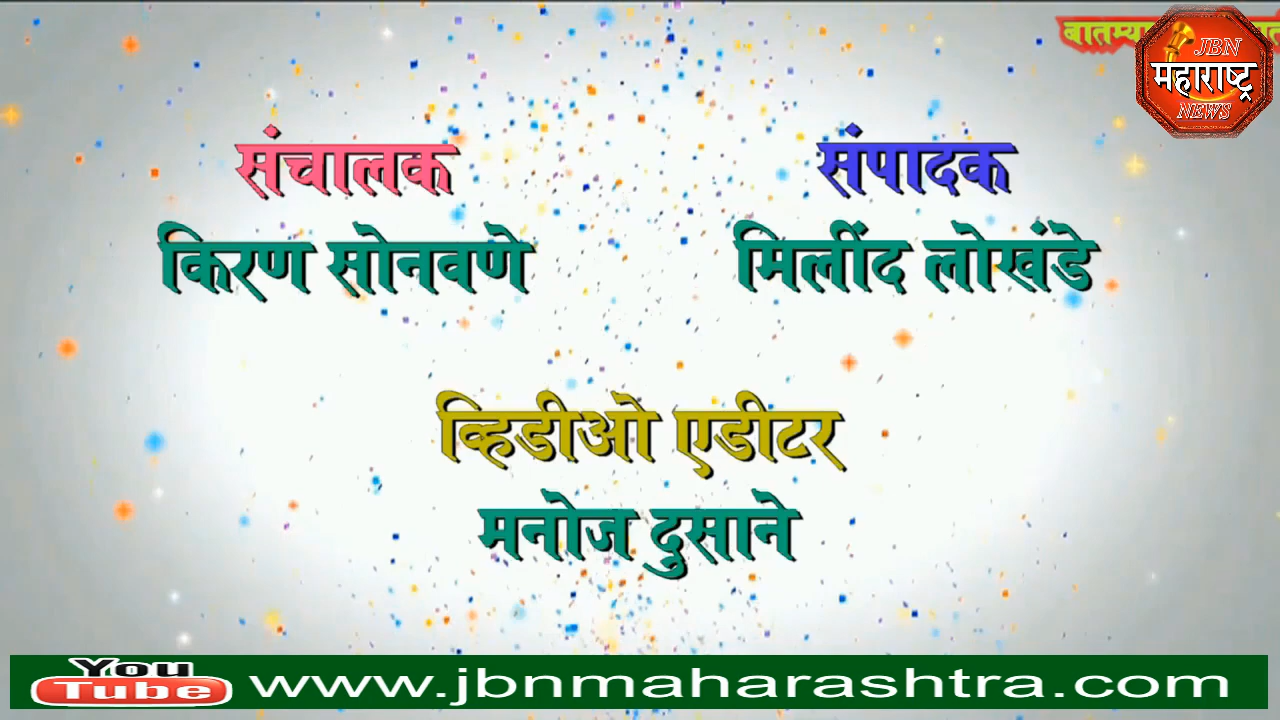 JBN
महाराष्ट्र
NEWS
संचालक
संपादक
किरण सोनवणे
मिलींद लोखंडे
व्हिडीओ एडीटर
मनोज दुसाने
You
Tube
www.jbnmaharashtra.com